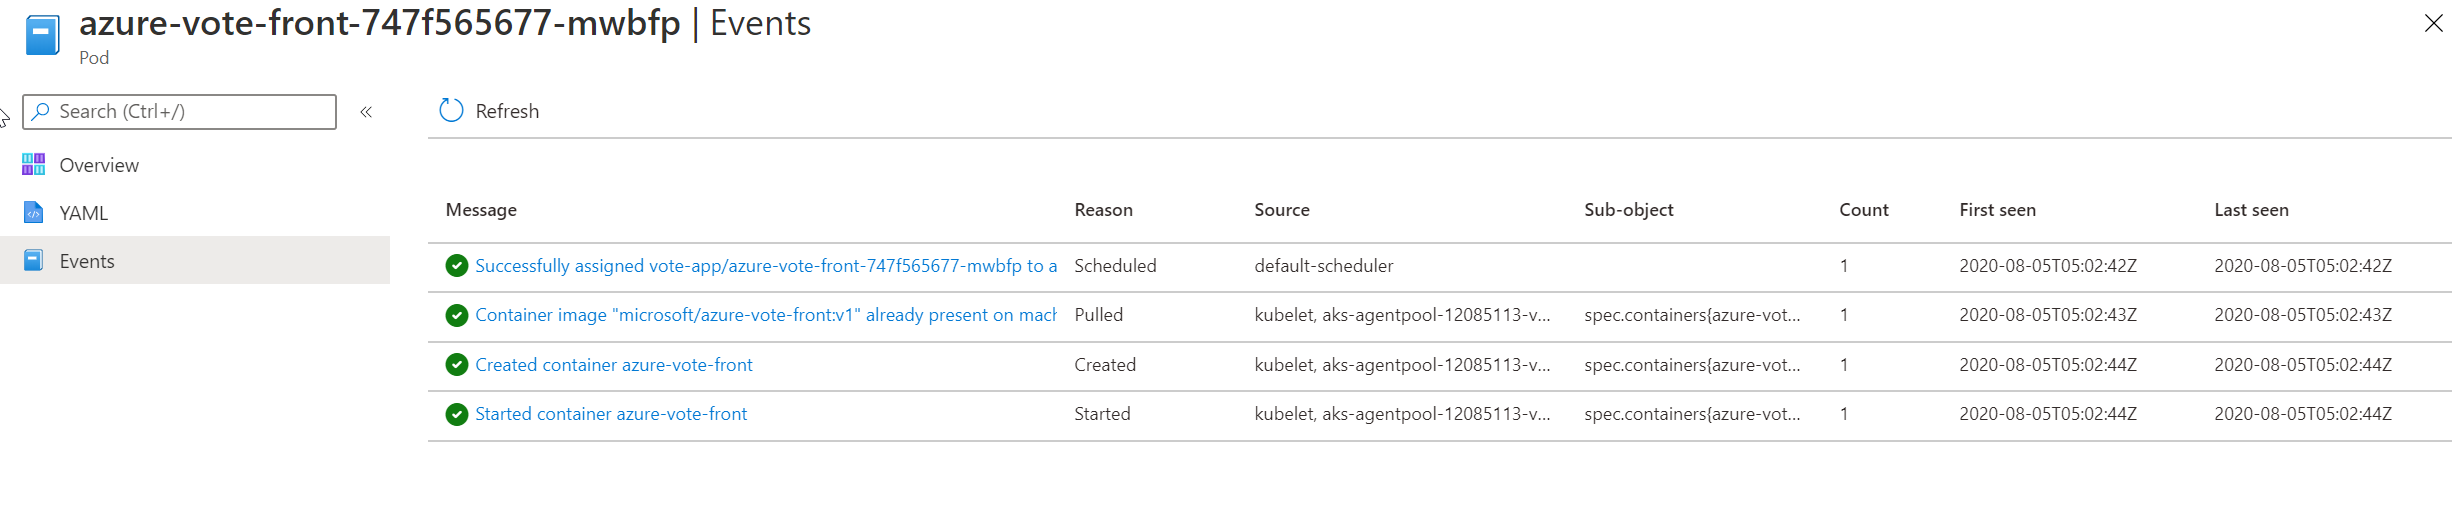 azure-vote-front-747f565677-mwbfp | Events
Pod
Search (Ctrl+/)
«
Refresh
Overview
YAML
Events
Message Reason Source Sub-object Count First seen Last seen
Successfully assigned vote-app/azure-vote-front-747f565677-mwbfp to a Scheduled default-scheduler 1 2020-08-05T05:02:42Z 2020-08-05T05:02:42Z
Container image "microsoft/azure-vote-front:v1" already present on mach Pulled kubelet, aks-agentpool-12085113-v... spec.containers{azure-vot... 1 2020-08-05T05:02:43Z 2020-08-05T05:02:43Z
Created container azure-vote-front Created kubelet, aks-agentpool-12085113-v... spec.containers{azure-vot... 1 2020-08-05T05:02:44Z 2020-08-05T05:02:44Z
Started container azure-vote-front Started kubelet, aks-agentpool-12085113-v... spec.containers{azure-vot... 1 2020-08-05T05:02:44Z 2020-08-05T05:02:44Z